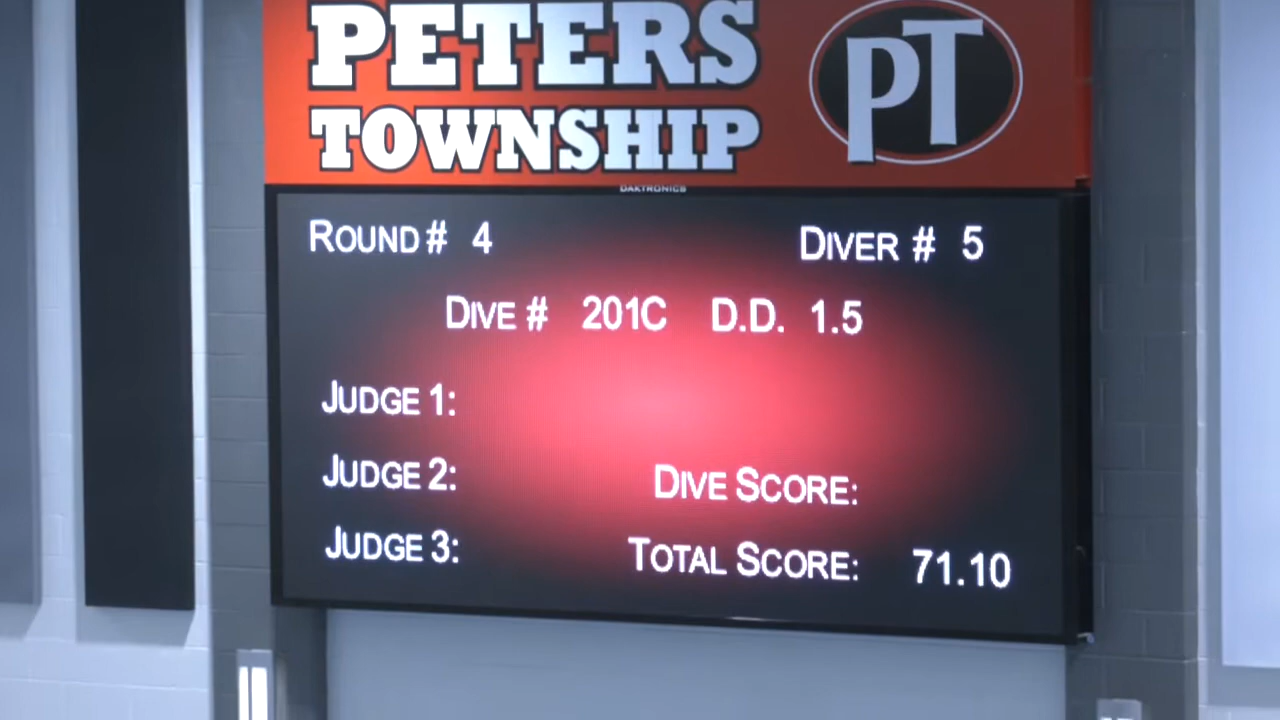 PETERS
TOWNSHIP
PT
DAKTRONICS
ROUND # 4
DIVER # 5
DIVE # 201C D.D. 1.5
JUDGE 1:
JUDGE 2:
DIVE SCORE:
JUDGE 3:
TOTAL SCORE: 71.10